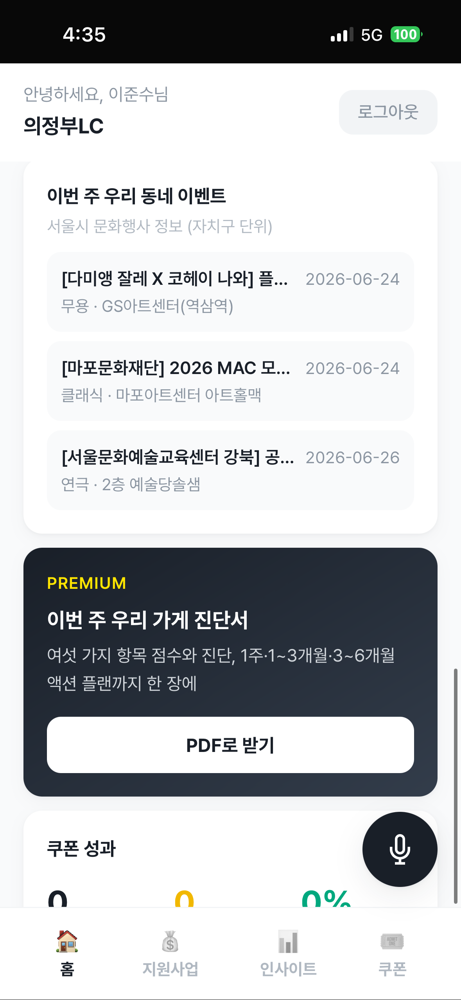 4:35
5G
100
안녕하세요, 이준수님
의정부LC
로그아웃
이번 주 우리 동네 이벤트
서울시 문화행사 정보 (자치구 단위)
[다미앵 잘레 X 코헤이 나와] 플... 2026-06-24
무용 · GS아트센터(역삼역)
[마포문화재단] 2026 MAC 모... 2026-06-24
클래식 · 마포아트센터 아트홀맥
[서울문화예술교육센터 강북] 공... 2026-06-26
연극 · 2층 예술당솔샘
PREMIUM
이번 주 우리 가게 진단서
여섯 가지 항목 점수와 진단, 1주·1~3개월·3~6개월
액션 플랜까지 한 장에
PDF로 받기
쿠폰 성과
0 0 0%
ADMIT
ONE
홈 지원사업 인사이트 쿠폰